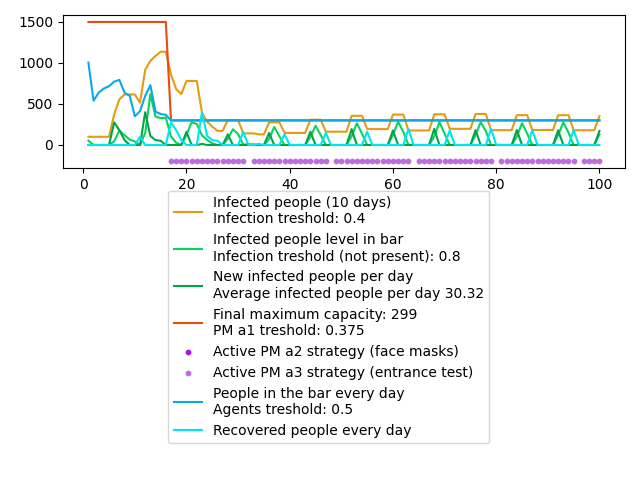 1500
1000
500
0
0 20 40 60 80 100
Infected people (10 days)
Infection treshold: 0.4
Infected people level in bar
Infection treshold (not present): 0.8
New infected people per day
Average infected people per day 30.32
Final maximum capacity: 299
PM a1 treshold: 0.375
Active PM a2 strategy (face masks)
Active PM a3 strategy (entrance test)
People in the bar every day
Agents treshold: 0.5
Recovered people every day